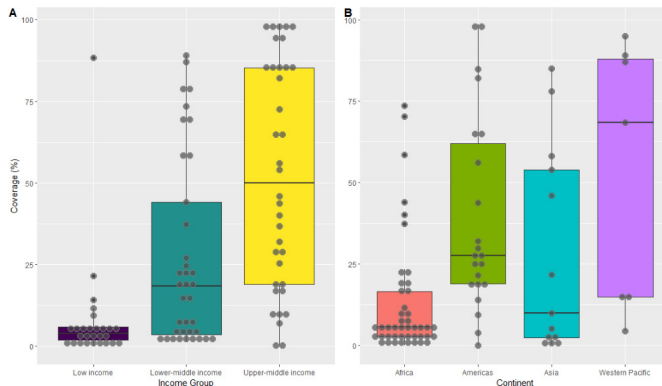 A
100
75
50
25
0
Coverage (%)
Low income
Lower-middle income
Upper-middle income
Income Group
B
100
75
50
25
0
Africa
Americas
Asia
Western Pacific
Continent